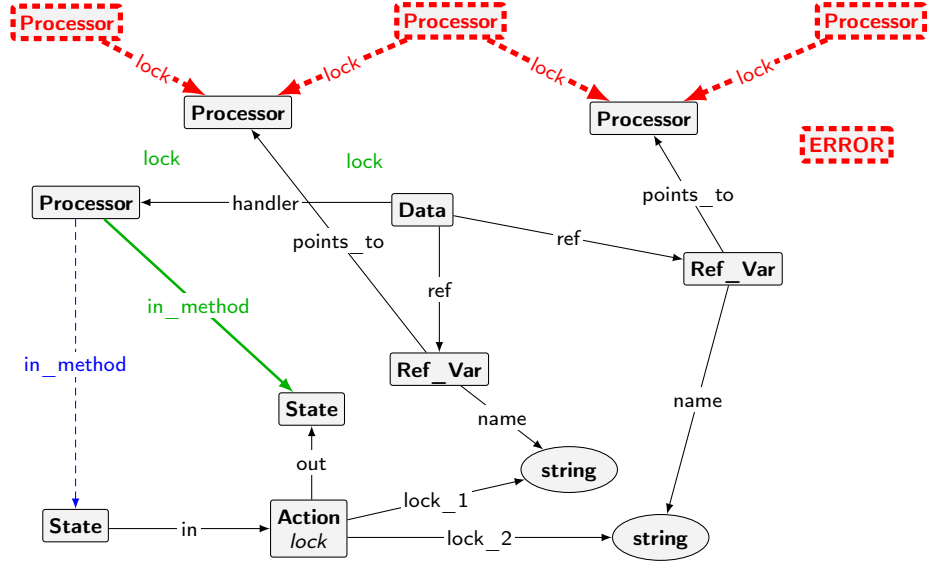 Processor
Processor
Processor
lock
lock
lock
lock
Processor
Processor
ERROR
lock
lock
Processor
handler
Data
points_to
points_to
ref
ref
Ref_Var
in_method
in_method
Ref_Var
State
name
name
out
string
lock_1
State
in
Action
lock
lock_2
string